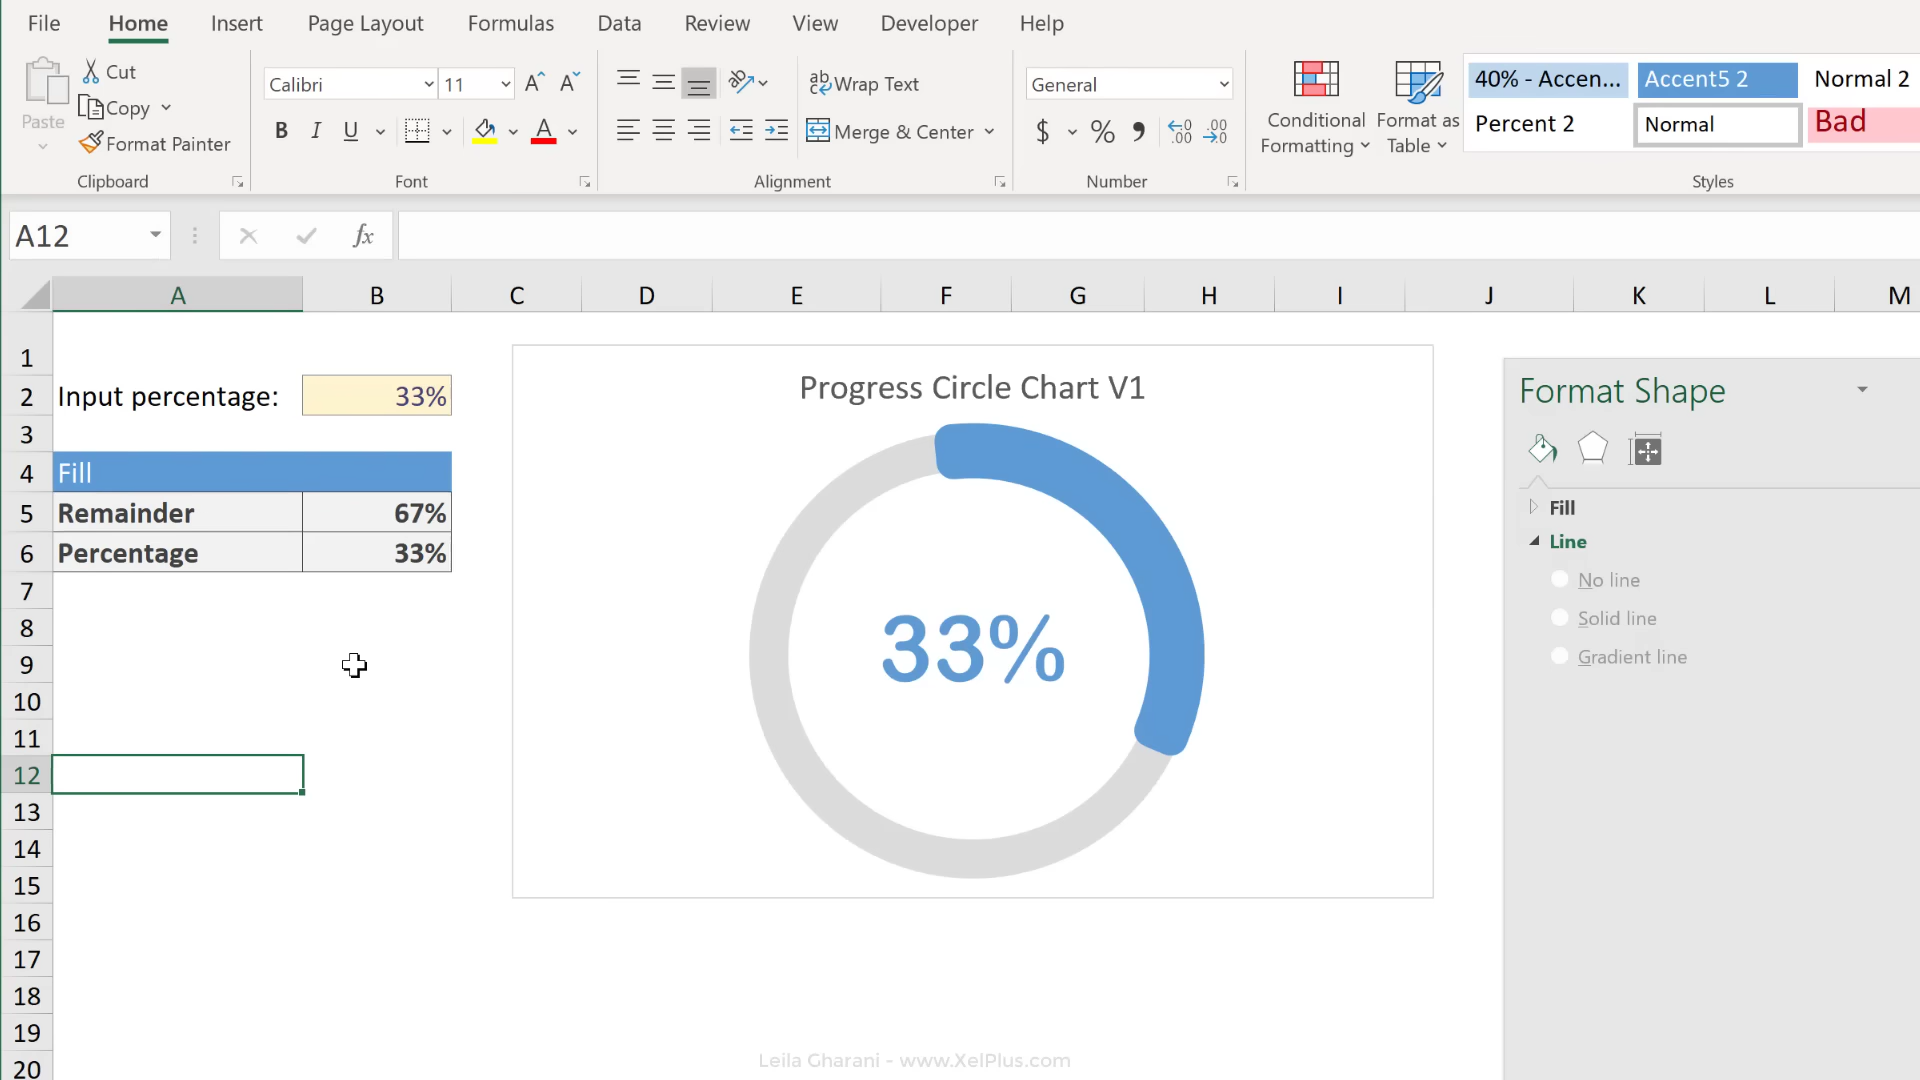 File Home Insert Page Layout Formulas Data Review View Developer Help
Paste
Cut
Copy
Format Painter
Clipboard
Calibri 11 A^ Aˇ
B I U A
Font
Wrap Text
Merge & Center
Alignment
General
$ % 9 .00 .00
Number
Conditional Formatting
Format as Table
40% - Accen... Accent5 2 Normal 2
Percent 2 Normal Bad
Styles
A12 fx
A B C D E F G H I J K L M
1
2 Input percentage: 33%
3
4 Fill
5 Remainder 67%
6 Percentage 33%
7
8
9
10
11
12
13
14
15
16
17
18
19
20
Progress Circle Chart V1
33%
Format Shape
Fill
Line
No line
Solid line
Gradient line
Leila Gharani - www.XelPlus.com